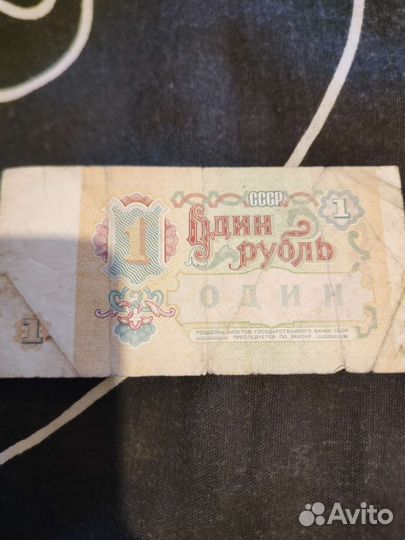 СССР
1
Один
1
рубль
ОДИН
1
ПОДДЕЛКА БИЛЕТОВ ГОСУДАРСТВЕННОГО БАНКА СССР
ПРЕСЛЕДУЕТСЯ ПО ЗАКОНУ
Avito